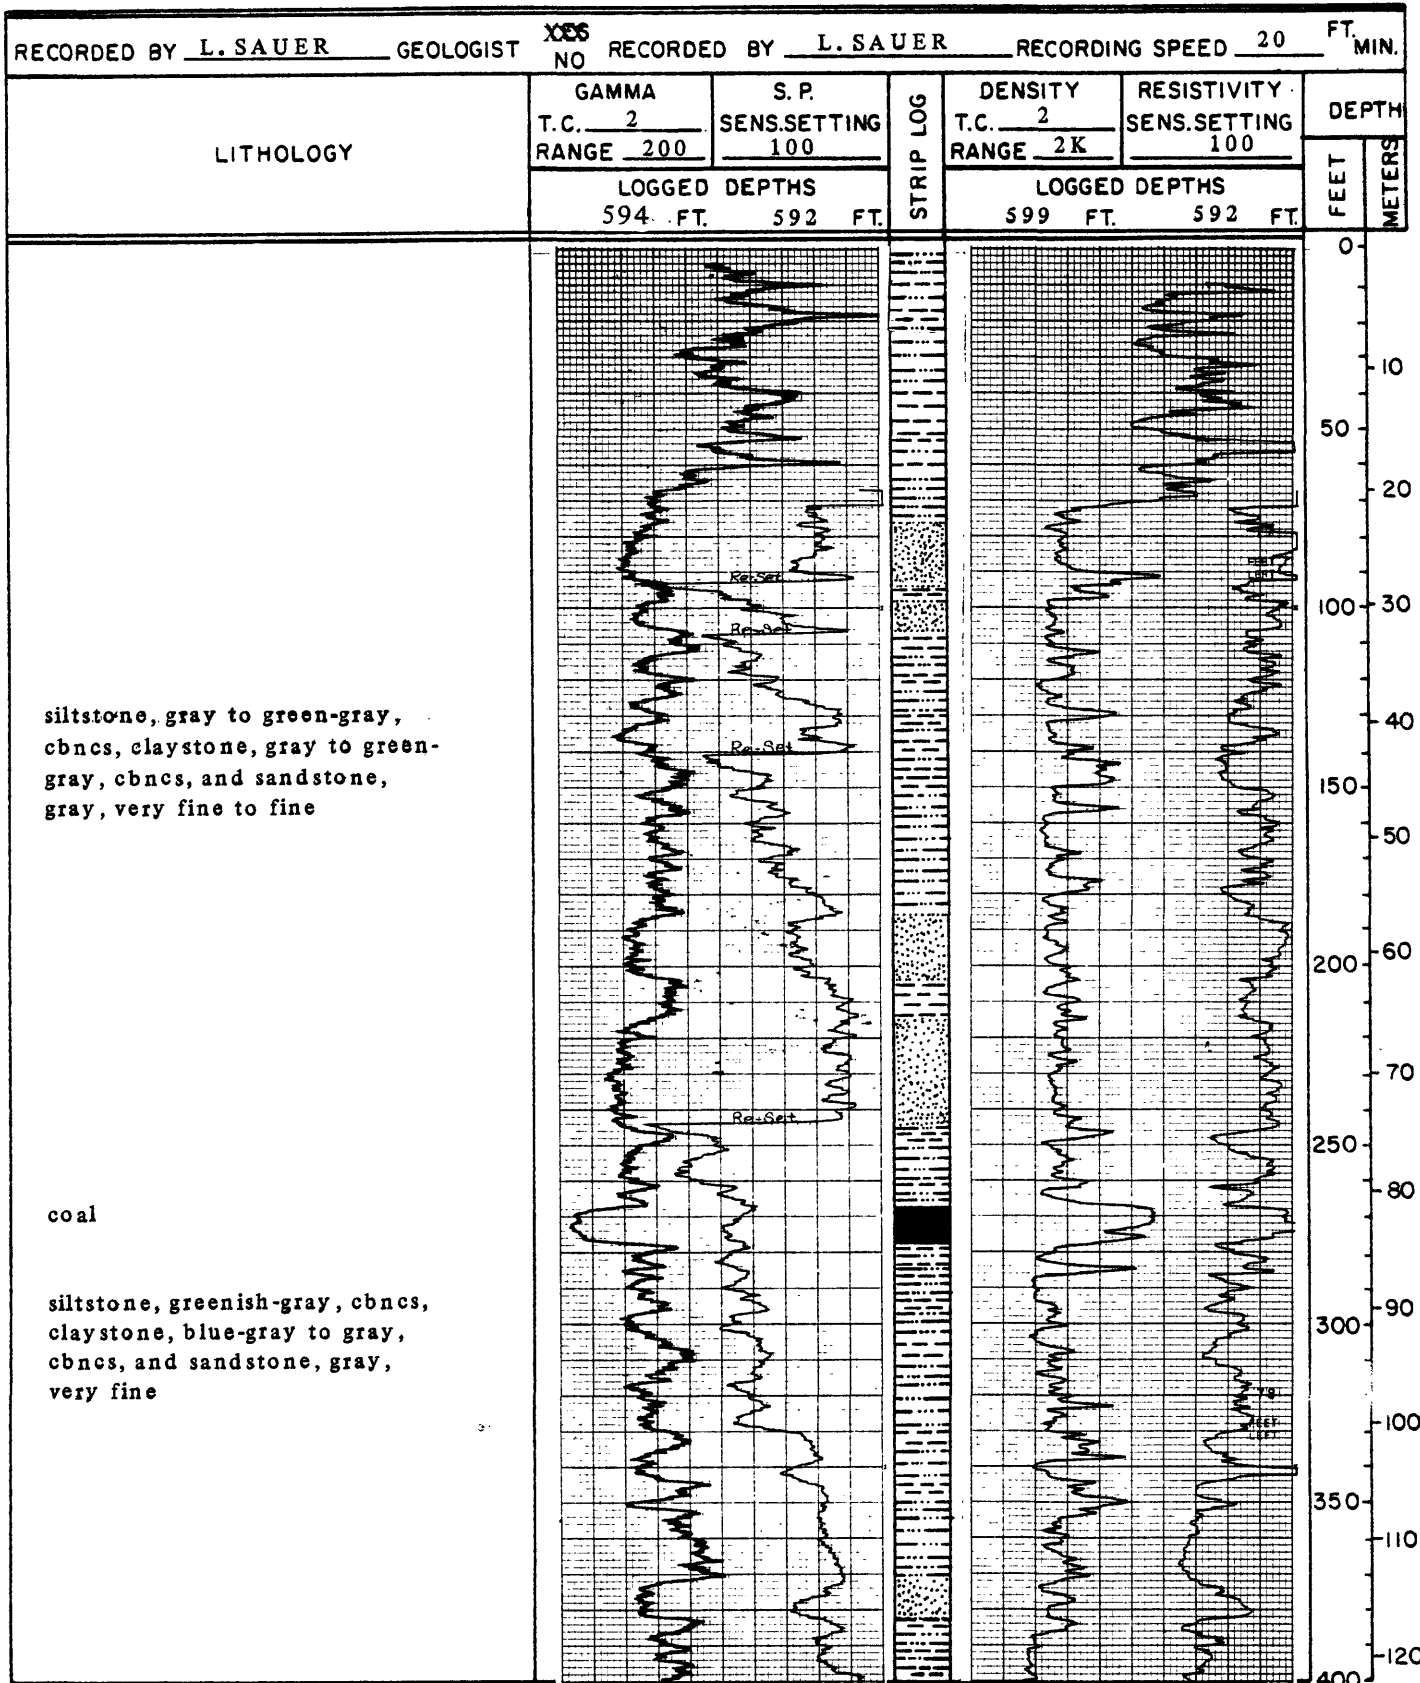 RECORDED BY L. SAUER GEOLOGIST YES NO RECORDED BY L. SAUER RECORDING SPEED 20 FT. MIN.
LITHOLOGY
GAMMA
T.C. 2
RANGE 200
S. P.
SENS. SETTING
100
LOGGED DEPTHS
594 FT. 592 FT.
STRIP LOG
DENSITY
T.C. 2
RANGE 2K
RESISTIVITY
SENS. SETTING
100
LOGGED DEPTHS
599 FT. 592 FT.
DEPTH
FEET
METERS
0
10
50
20
Re-Set
100
30
Re-Set
siltstone, gray to green-gray,
cbncs, claystone, gray to green-
gray, cbncs, and sandstone,
gray, very fine to fine
40
Re-Set
150
50
60
200
70
Re-Set
250
80
coal
siltstone, greenish-gray, cbncs,
claystone, blue-gray to gray,
cbncs, and sandstone, gray,
very fine
90
300
100
350
110
120
400